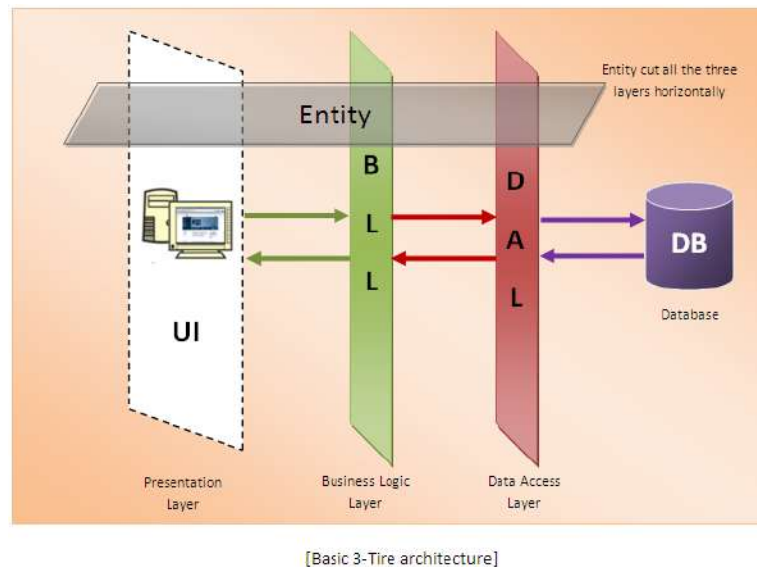 Entity cut all the three
layers horizontally
Entity
B
L
L
D
A
L
UI
DB
Database
Presentation
Layer
Business Logic
Layer
Data Access
Layer
[Basic 3-Tire architecture]